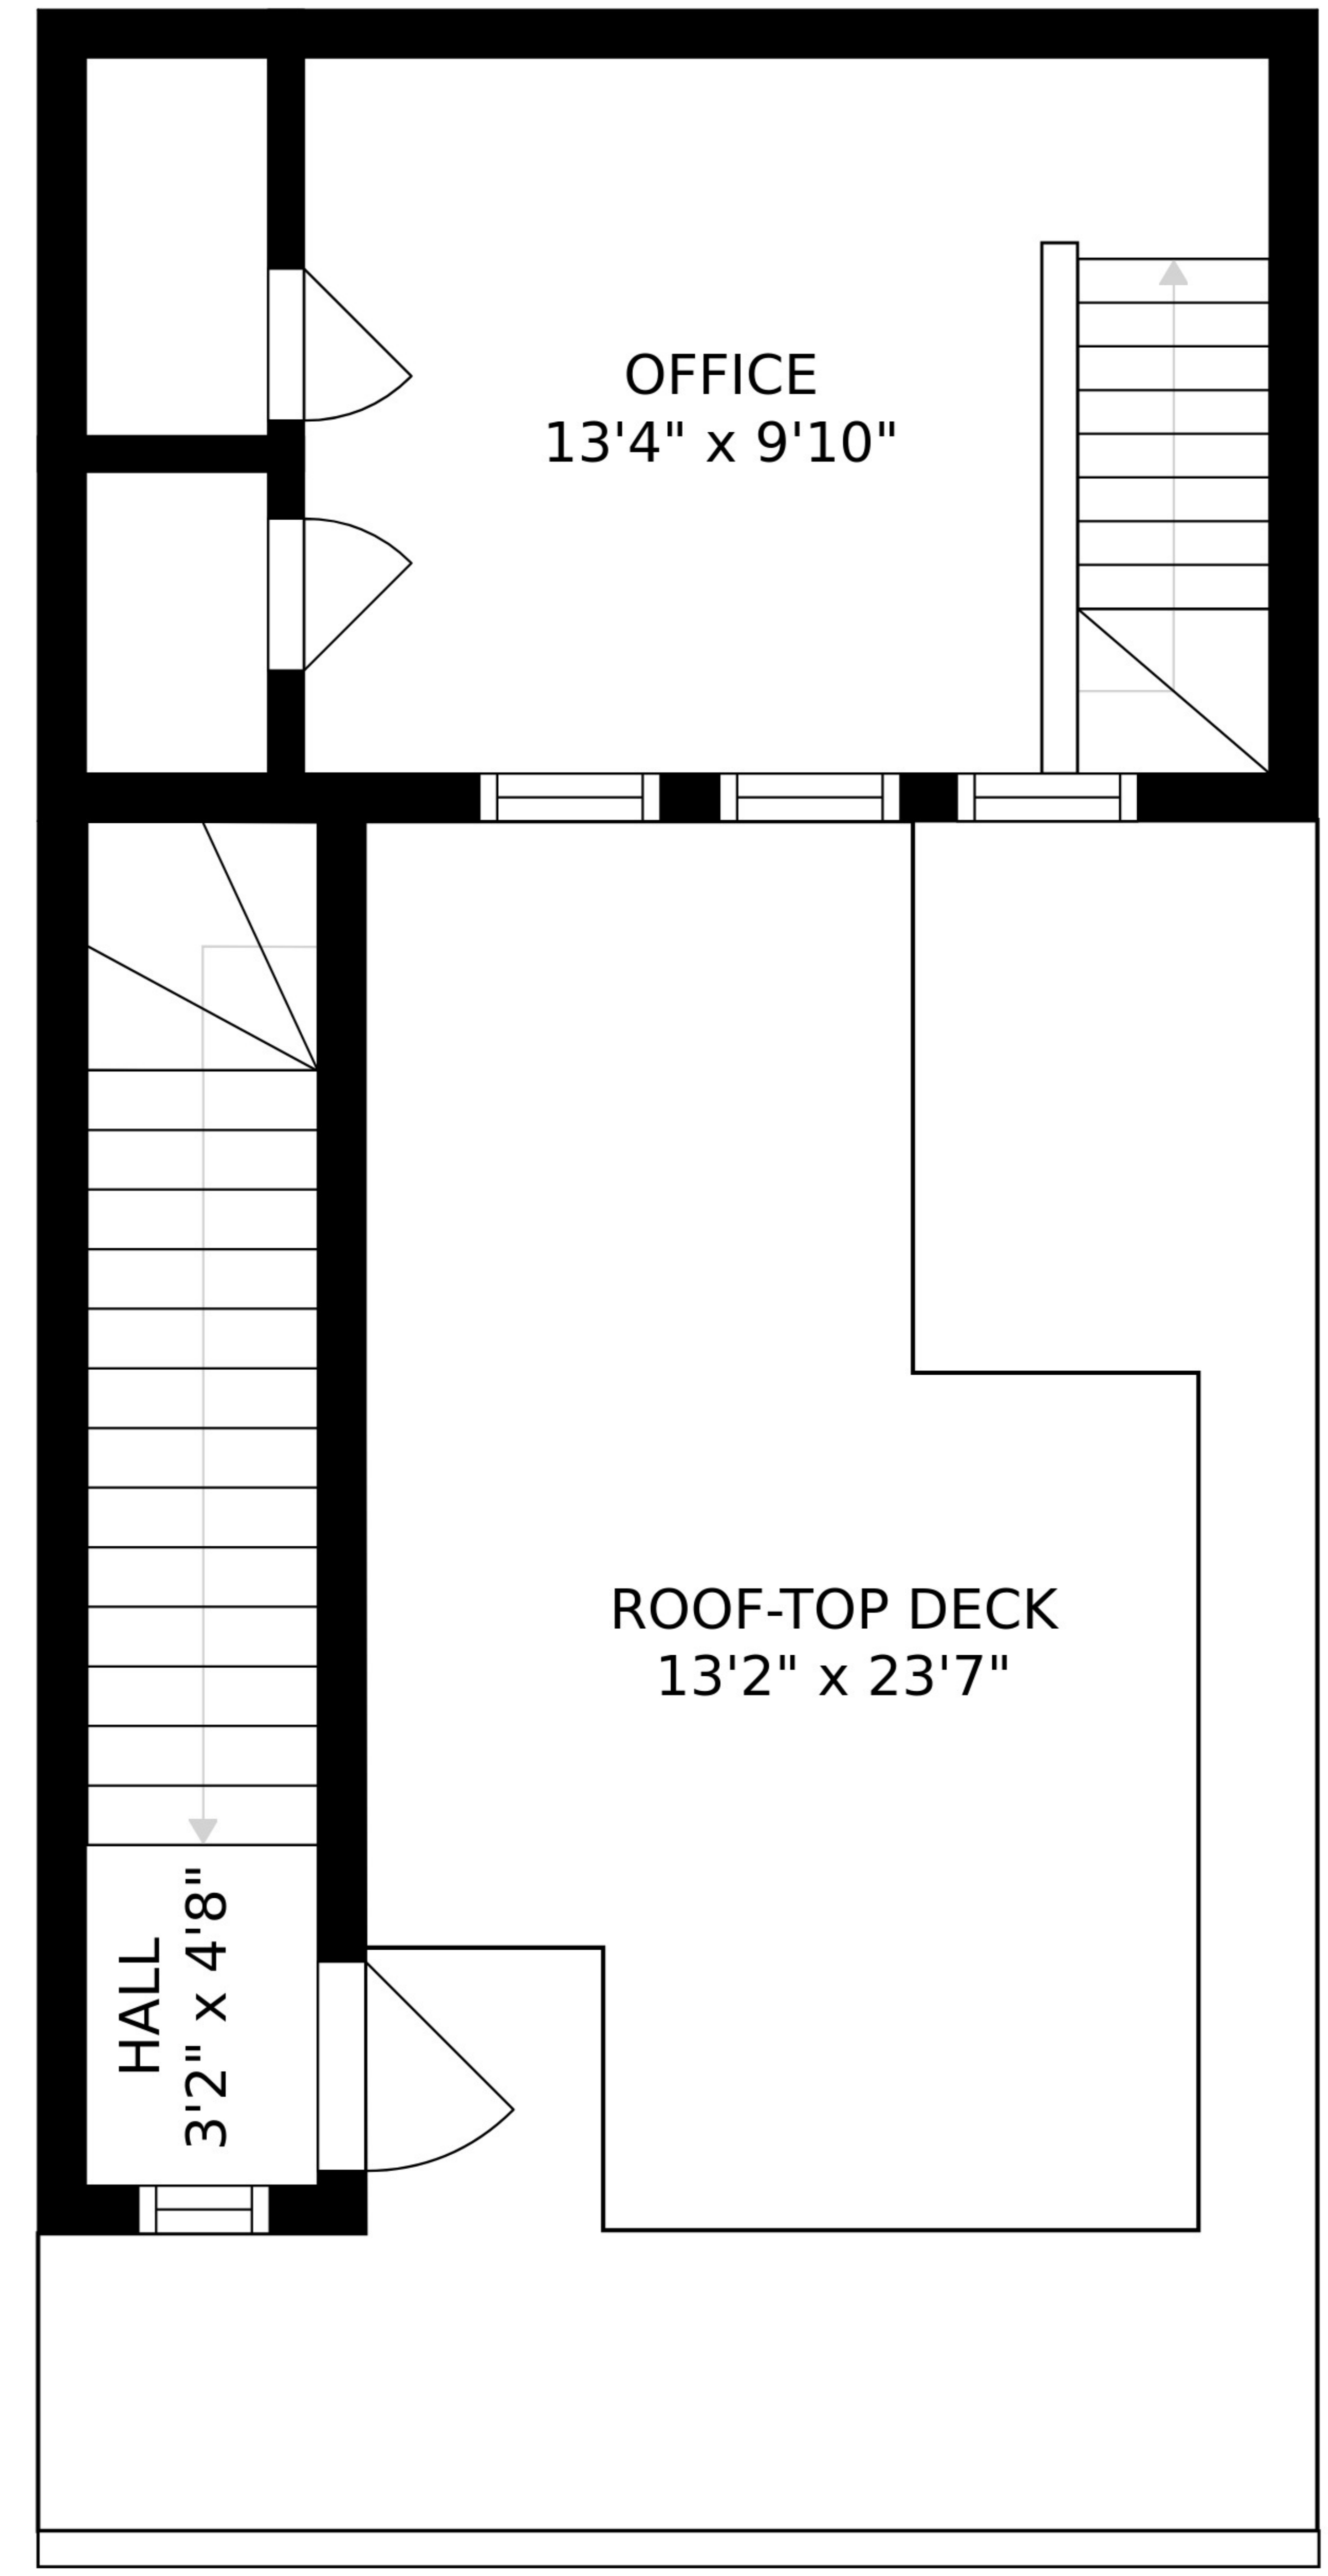 OFFICE
13'4" x 9'10"
ROOF-TOP DECK
13'2" x 23'7"
HALL
3'2" x 4'8"